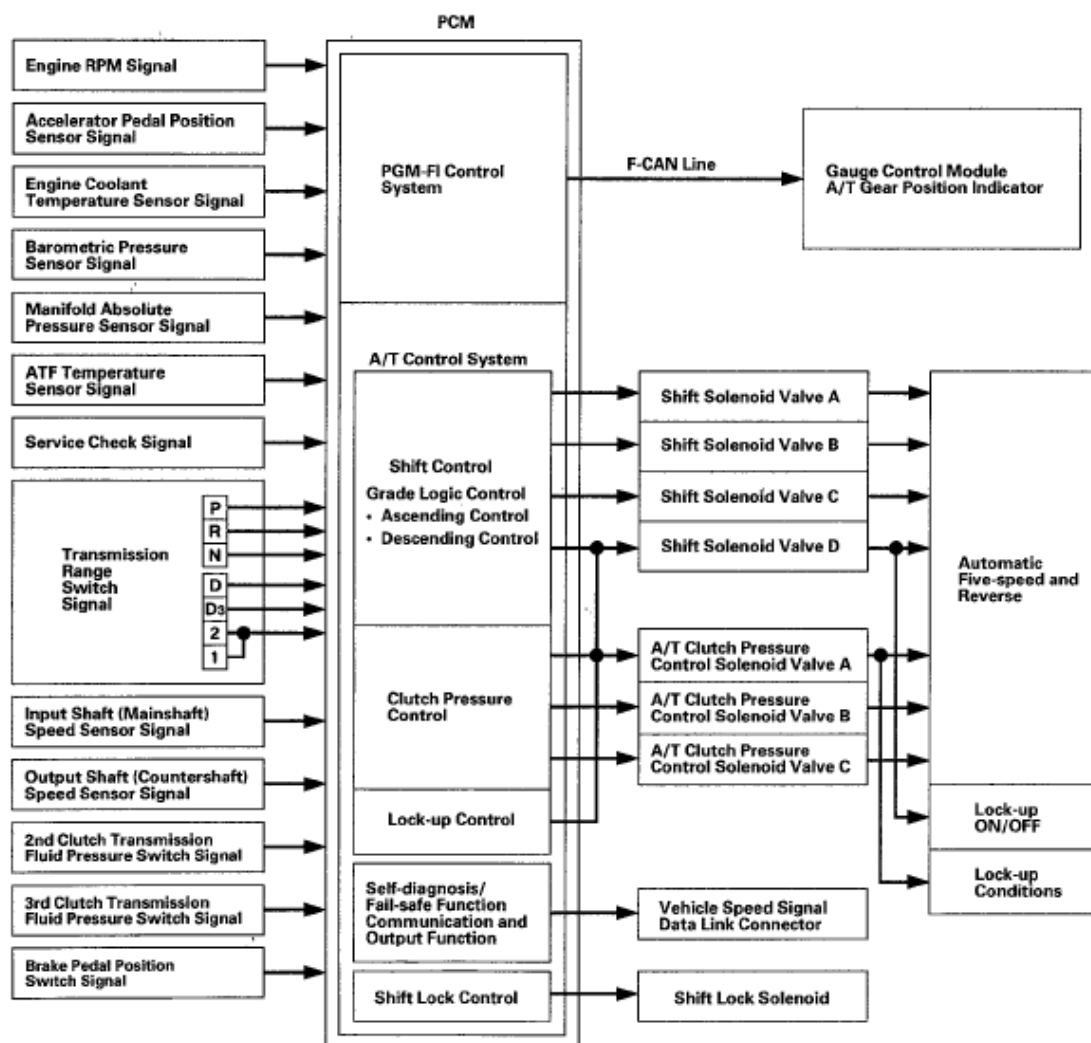 PCM
Engine RPM Signal
Accelerator Pedal Position
Sensor Signal
Engine Coolant
Temperature Sensor Signal
Barometric Pressure
Sensor Signal
Manifold Absolute
Pressure Sensor Signal
ATF Temperature
Sensor Signal
Service Check Signal
Transmission
Range
Switch
Signal
P
R
N
D
D3
2
1
Input Shaft (Mainshaft)
Speed Sensor Signal
Output Shaft (Countershaft)
Speed Sensor Signal
2nd Clutch Transmission
Fluid Pressure Switch Signal
3rd Clutch Transmission
Fluid Pressure Switch Signal
Brake Pedal Position
Switch Signal
PGM-FI Control
System
A/T Control System
Shift Control
Grade Logic Control
• Ascending Control
• Descending Control
Clutch Pressure
Control
Lock-up Control
Self-diagnosis/
Fail-safe Function
Communication and
Output Function
Shift Lock Control
F-CAN Line
Gauge Control Module
A/T Gear Position Indicator
Shift Solenoid Valve A
Shift Solenoid Valve B
Shift Solenoid Valve C
Shift Solenoid Valve D
A/T Clutch Pressure
Control Solenoid Valve A
A/T Clutch Pressure
Control Solenoid Valve B
A/T Clutch Pressure
Control Solenoid Valve C
Vehicle Speed Signal
Data Link Connector
Shift Lock Solenoid
Automatic
Five-speed and
Reverse
Lock-up
ON/OFF
Lock-up
Conditions